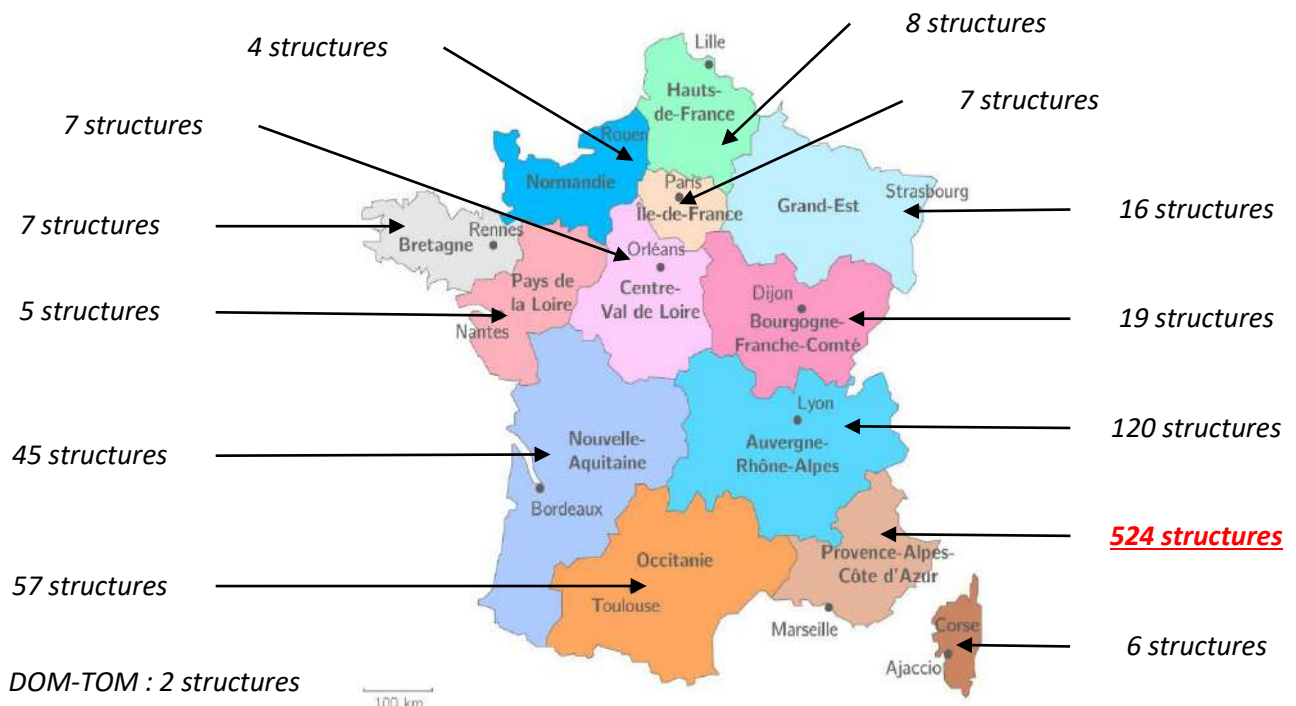 8 structures
4 structures
Lille
Hauts-
de-France
7 structures
7 structures
Rouen
Normandie
Paris
Île-de-France
Grand-Est
Strasbourg
16 structures
7 structures
Rennes
Bretagne
Orléans
Centre-
Val de Loire
Pays de
la Loire
Nantes
5 structures
Dijon
Bourgogne-
Franche-Comté
19 structures
Lyon
Auvergne-
Rhône-Alpes
120 structures
Nouvelle-
Aquitaine
Bordeaux
45 structures
524 structures
Provence-Alpes-
Côte d'Azur
Occitanie
Toulouse
57 structures
Marseille
Corse
Ajaccio
6 structures
DOM-TOM : 2 structures
100 km